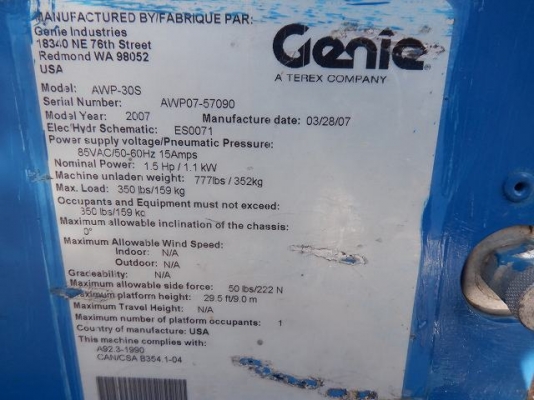 MANUFACTURED BY/FABRIQUE PAR:
Genie Industries
18340 NE 76th Street
Redmond WA 98052
USA
Genie
A TEREX COMPANY
Model: AWP-30S
Serial Number: AWP07-57090
Model Year: 2007 Manufacture date: 03/28/07
Elec/Hydr Schematic: ES0071
Power supply voltage/Pneumatic Pressure:
85VAC/50-60Hz 15Amps
Nominal Power: 1.5 Hp / 1.1 kW
Machine unladen weight: 777lbs / 352kg
Max. Load: 350 lbs/159 kg
Occupants and Equipment must not exceed:
350 lbs/159 kg
Maximum allowable inclination of the chassis:
0°
Maximum Allowable Wind Speed:
Indoor: N/A
Outdoor: N/A
Gradeability: N/A
Maximum allowable side force: 50 lbs/222 N
Maximum platform height: 29.5 ft/9.0 m
Maximum Travel Height: N/A
Maximum number of platform occupants: 1
Country of manufacture: USA
This machine complies with:
A92.3-1990
CAN/CSA B354.1-04